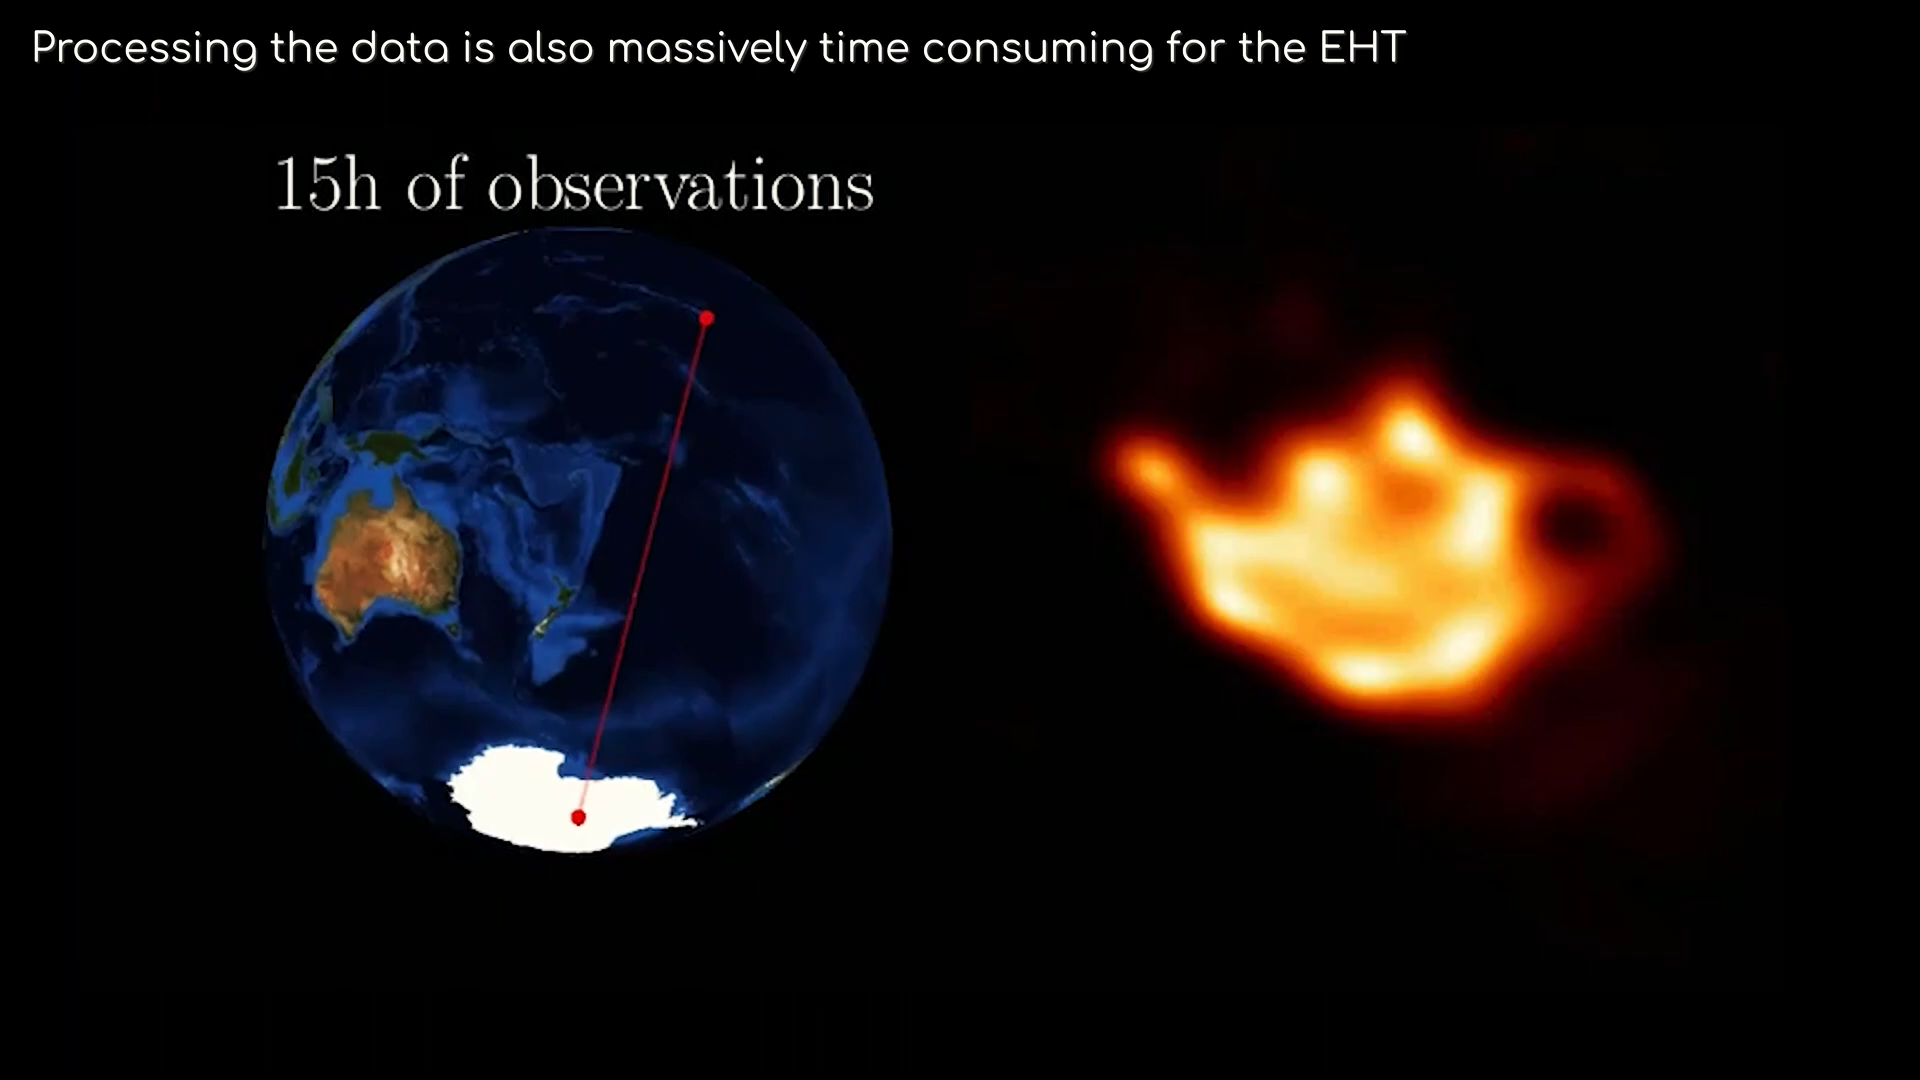 Processing the data is also massively time consuming for the EHT
15h of observations